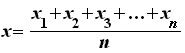 x = (x₁+x₂+x₃+...+xₙ)/n